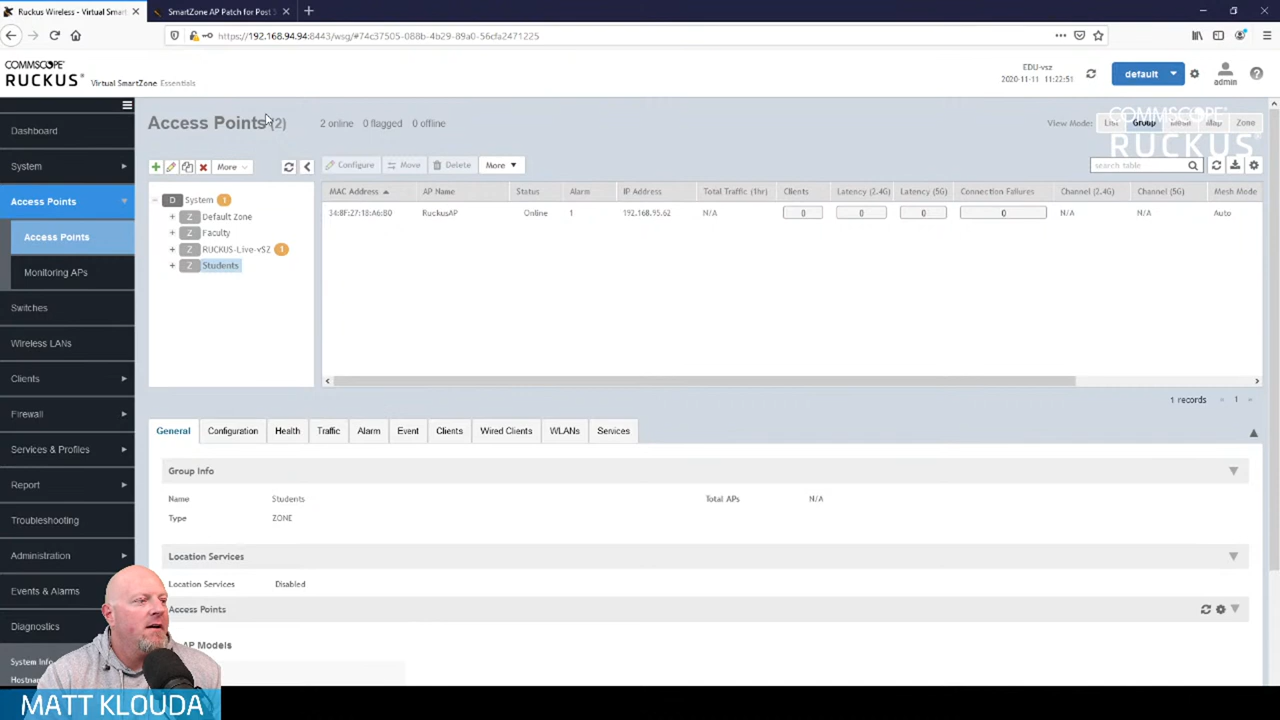 Ruckus Wireless - Virtual Smar
SmartZone AP Patch for Post
https://192.168.94.94:8443/wsg/#74c37505-088b-4b29-89a0-56cfa2471225
COMMSCOPE
RUCKUS
Virtual SmartZone Essentials
EDU-vsz
2020-11-11 11:22:51
default
admin
Dashboard
System
Access Points
Access Points
Monitoring APs
Switches
Wireless LANs
Clients
Firewall
Services & Profiles
Report
Troubleshooting
Administration
Events & Alarms
Diagnostics
System Info
Access Points (2) 2 online 0 flagged 0 offline
View Mode: List Group Mesh Map Zone
COMMSCOPE
RUCKUS
More Configure Move Delete More search table
D System 1
Z Default Zone
Z Faculty
Z RUCKUS-Live-vSZ 1
Z Students
MAC Address AP Name Status Alarm IP Address Total Traffic (1hr) Clients Latency (2.4G) Latency (5G) Connection Failures Channel (2.4G) Channel (5G) Mesh Mode
34:8F:27:18:A6:B0 RuckusAP Online 1 192.168.95.62 N/A 0 0 0 0 N/A N/A Auto
1 records « 1 »
General Configuration Health Traffic Alarm Event Clients Wired Clients WLANs Services
Group Info
Name Students Total APs N/A
Type ZONE
Location Services
Location Services Disabled
Access Points
AP Models
MATT KLOUDA